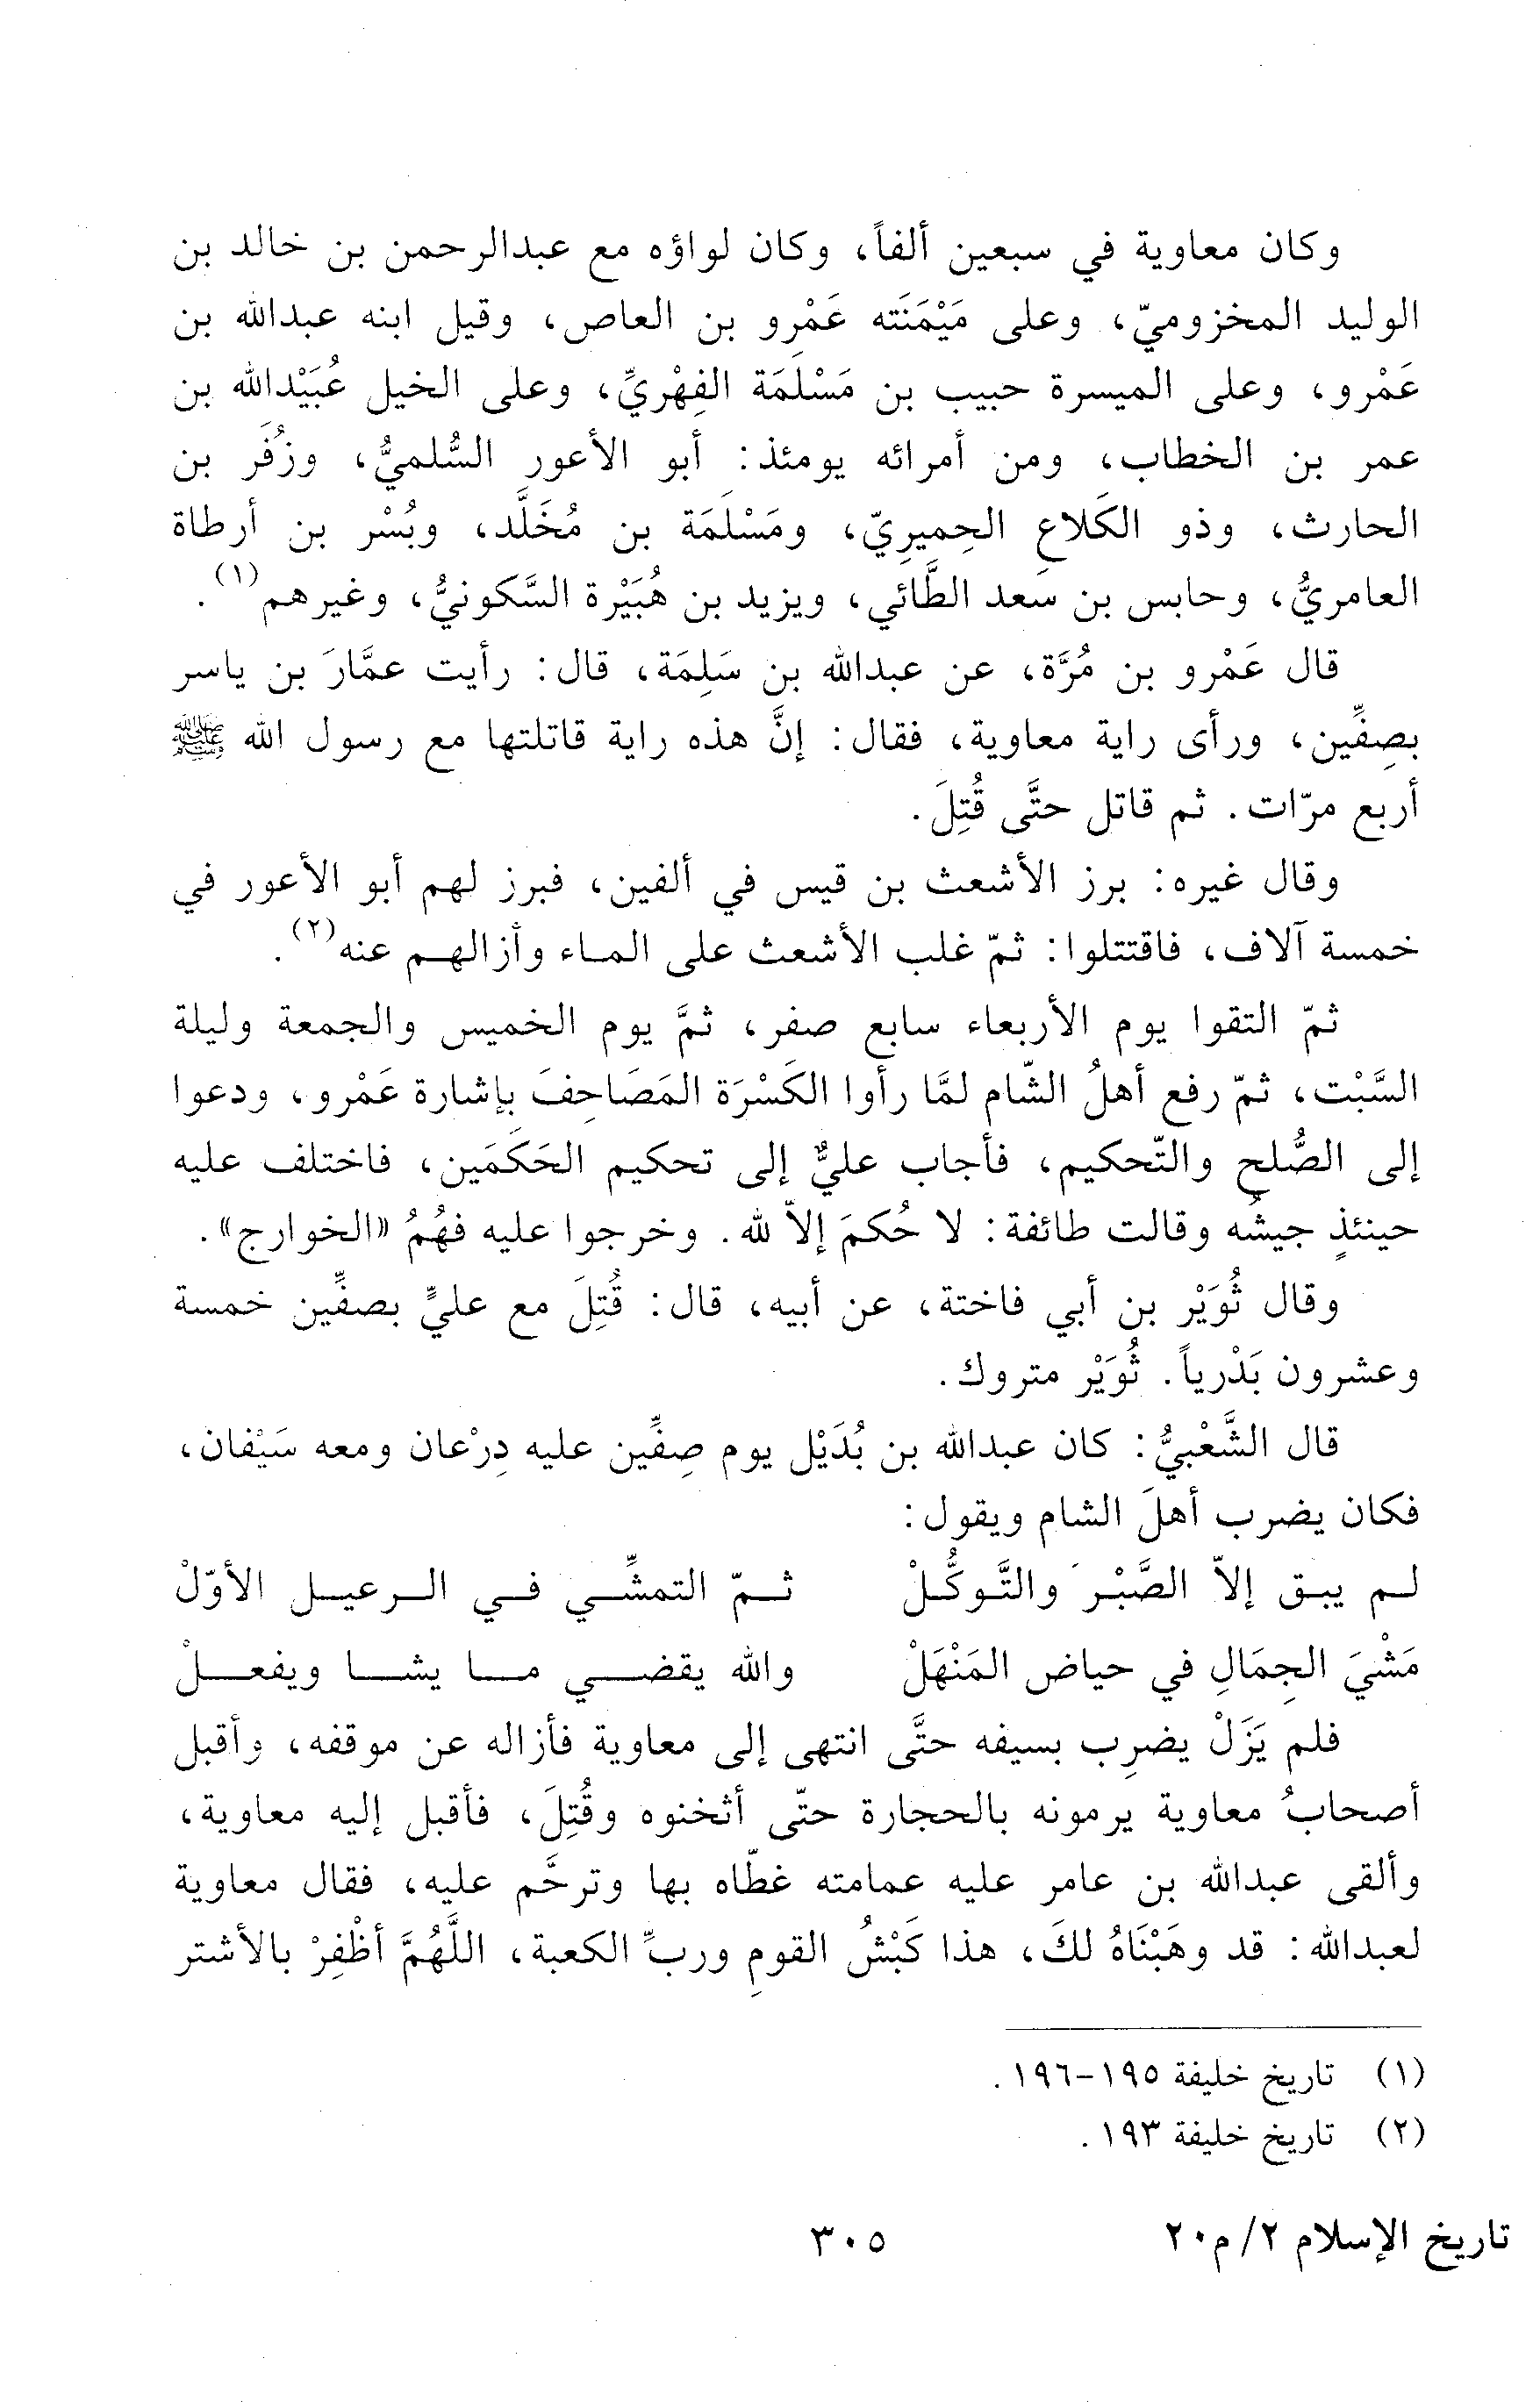 وكان معاوية في سبعين ألفاً، وكان لواؤه مع عبدالرحمن بن خالد بن
الوليد المخزوميّ، وعلى مَيْمَنَته عَمْرِو بن العاص، وقيل ابنه عبدالله بن
عَمْرو، وعلى الميسرة حبيب بن مَسْلَمَة الفِهْريِّ، وعلى الخيل عُبَيْدالله بن
عمر بن الخطاب، ومن أمرائه يومئذ: أبو الأعور السُّلميُّ، وزُفَر بن
الحارث، وذو الكَلاعِ الحِميرِيّ، ومَسْلَمَة بن مُخَلَّد، وبُسْر بن أرطاة
العامريُّ، وحابس بن سَعد الطَّائي، ويزيد بن هُبَيْرة السَّكونيُّ، وغيرهم(١).
قال عَمْرو بن مُرَّة، عن عبدالله بن سَلِمَة، قال: رأيت عمَّارَ بن ياسر
بصِفِّين، ورأى راية معاوية، فقال: إنَّ هذه راية قاتلتها مع رسول الله ﷺ
أربع مرّات. ثم قاتل حتَّى قُتِلَ.
وقال غيره: برز الأشعث بن قيس في ألفين، فبرز لهم أبو الأعور في
خمسة آلاف، فاقتتلوا: ثمّ غلب الأشعث على الماء وأزالهم عنه(٢).
ثمّ التقوا يوم الأربعاء سابع صفر، ثمَّ يوم الخميس والجمعة وليلة
السَّبْت، ثمّ رفع أهلُ الشّام لمَّا رأوا الكَسْرَة المَصَاحِفَ بِإشارة عَمْرو، ودعوا
إلى الصُّلح والتّحكيم، فأجاب عليٌّ إلى تحكيم الحَكَمَين، فاختلف عليه
حينئذٍ جيشُه وقالت طائفة: لا حُكمَ إلاّ لله. وخرجوا عليه فهُمُ «الخوارج».
وقال ثُوَيْر بن أبي فاختة، عن أبيه، قال: قُتِلَ مع عليٍّ بصفِّين خمسة
وعشرون بَدْرياً. ثُوَيْر متروك.
قال الشَّعْبيُّ: كان عبدالله بن بُدَيْل يوم صِفِّين عليه دِرْعان ومعه سَيْفان،
فكان يضرب أهلَ الشام ويقول:
لم يبق إلاّ الصَّبْرَ والتَّوكُّلْ ثمّ التمشِّي في الرعيل الأوّلْ
مَشْيَ الجِمَالِ في حياض المَنْهَلْ والله يقضي ما يشا ويفعلْ
فلم يَزَلْ يضرِب بسيفه حتَّى انتهى إلى معاوية فأزاله عن موقفه، وأقبل
أصحابُ معاوية يرمونه بالحجارة حتّى أثخنوه وقُتِلَ، فأقبل إليه معاوية،
وألقى عبدالله بن عامر عليه عمامته غطّاه بها وترحَّم عليه، فقال معاوية
لعبدالله: قد وهَبْنَاهُ لكَ، هذا كَبْشُ القومِ وربِّ الكعبة، اللَّهُمَّ أظْفِرْ بالأشتر
(١) تاريخ خليفة ١٩٥-١٩٦.
(٢) تاريخ خليفة ١٩٣.
تاريخ الإسلام ٢/ م٢٠ ٣٠٥